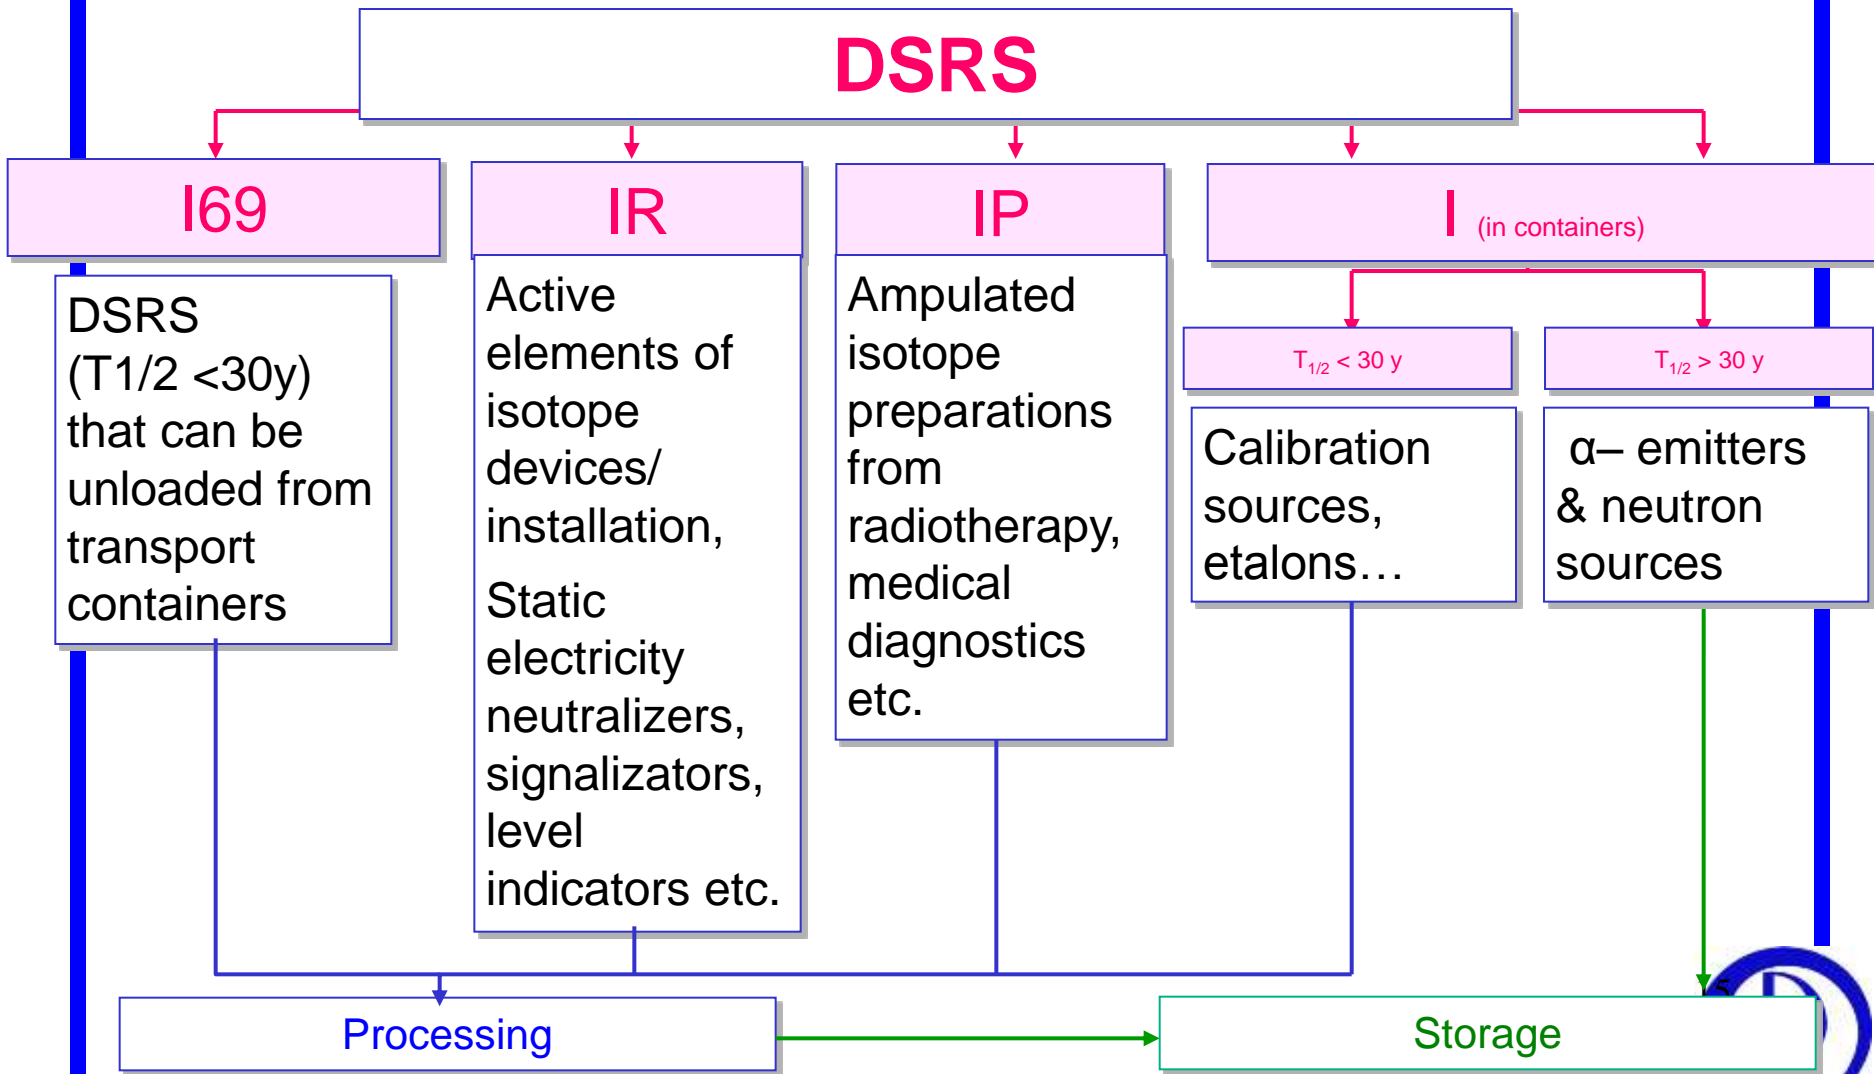 DSRS
I69
IR
IP
I (in containers)
DSRS
(T1/2 <30y)
that can be
unloaded from
transport
containers
Active
elements of
isotope
devices/
installation,
Static
electricity
neutralizers,
signalizators,
level
indicators etc.
Ampulated
isotope
preparations
from
radiotherapy,
medical
diagnostics
etc.
T1/2 < 30 y
Calibration
sources,
etalons…
T1/2 > 30 y
α– emitters
& neutron
sources
Processing
Storage
5